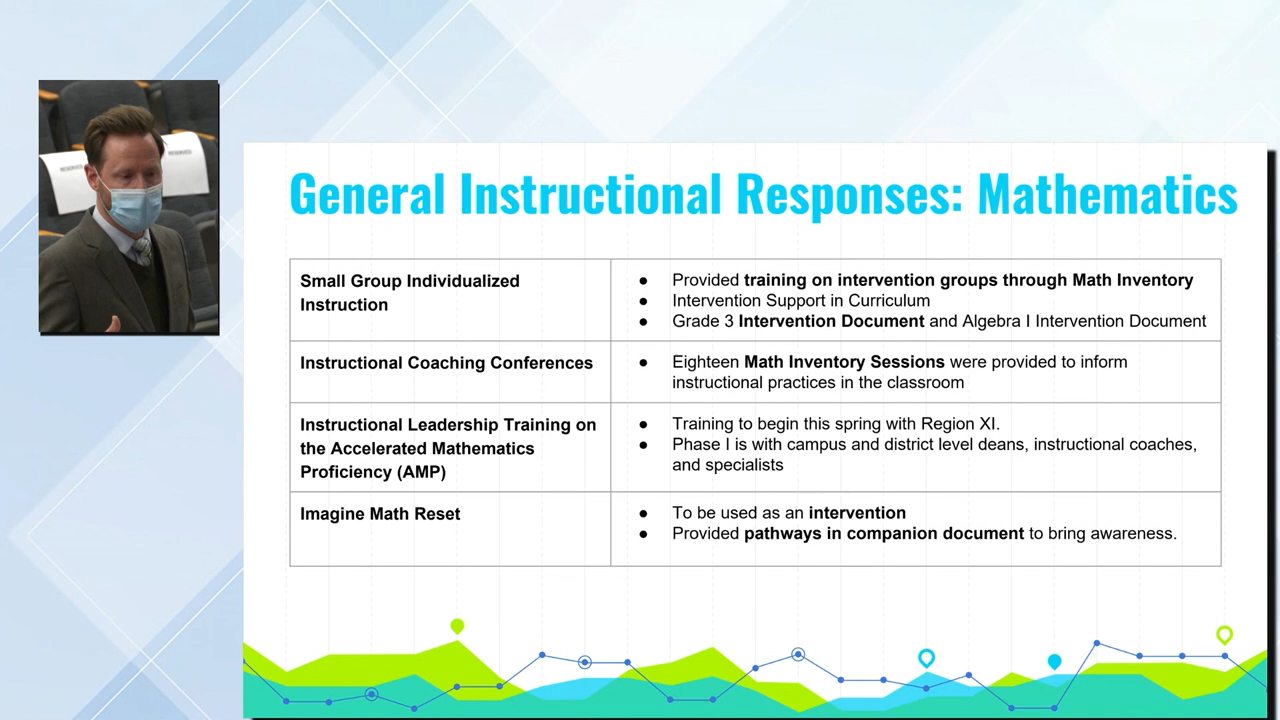 RESERVED
RESERVED
General Instructional Responses: Mathematics
Small Group Individualized
Instruction
● Provided training on intervention groups through Math Inventory
● Intervention Support in Curriculum
● Grade 3 Intervention Document and Algebra I Intervention Document
Instructional Coaching Conferences
● Eighteen Math Inventory Sessions were provided to inform
instructional practices in the classroom
Instructional Leadership Training on
the Accelerated Mathematics
Proficiency (AMP)
● Training to begin this spring with Region XI.
● Phase I is with campus and district level deans, instructional coaches,
and specialists
Imagine Math Reset
● To be used as an intervention
● Provided pathways in companion document to bring awareness.